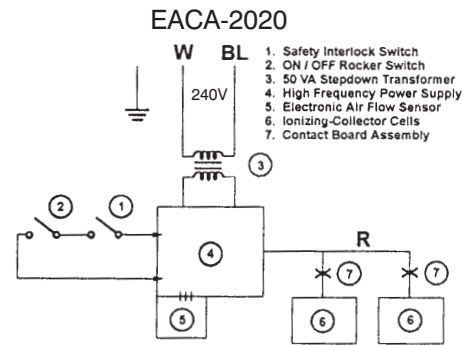 EACA-2020
W BL
240V
1. Safety Interlock Switch
2. ON / OFF Rocker Switch
3. 50 VA Stepdown Transformer
4. High Frequency Power Supply
5. Electronic Air Flow Sensor
6. Ionizing-Collector Cells
7. Contact Board Assembly
3
2 1
4
R
7 7
5
6 6